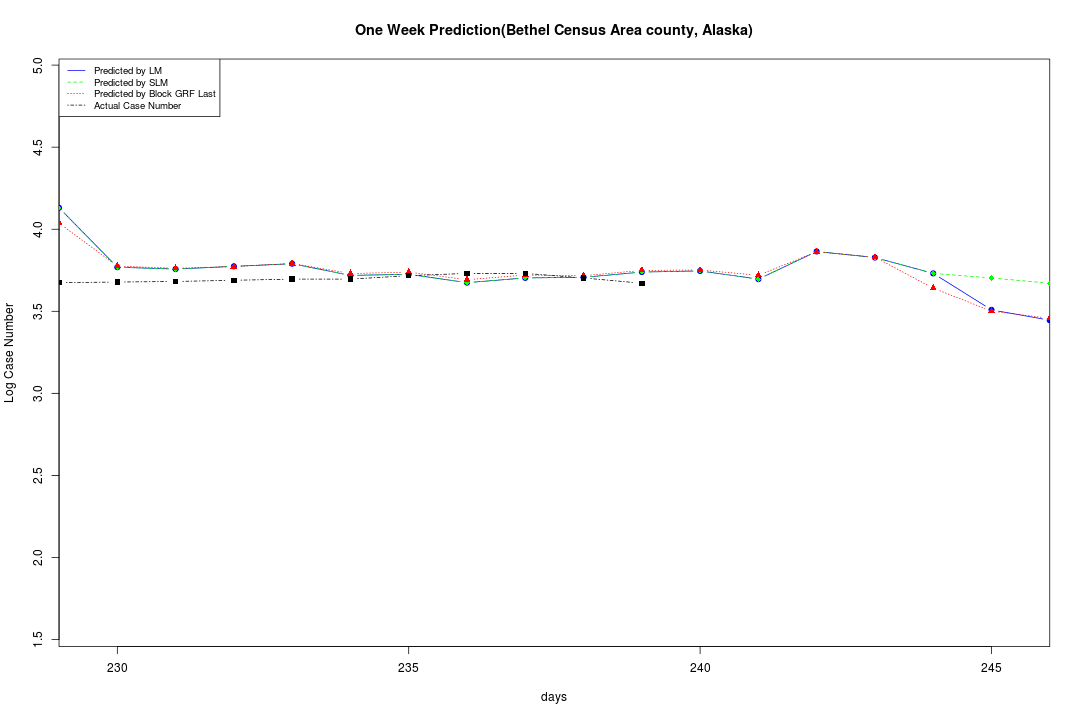 One Week Prediction(Bethel Census Area county, Alaska)
Predicted by LM
Predicted by SLM
Predicted by Block GRF Last
Actual Case Number
5.0
4.5
4.0
3.5
3.0
2.5
2.0
1.5
Log Case Number
230 235 240 245
days